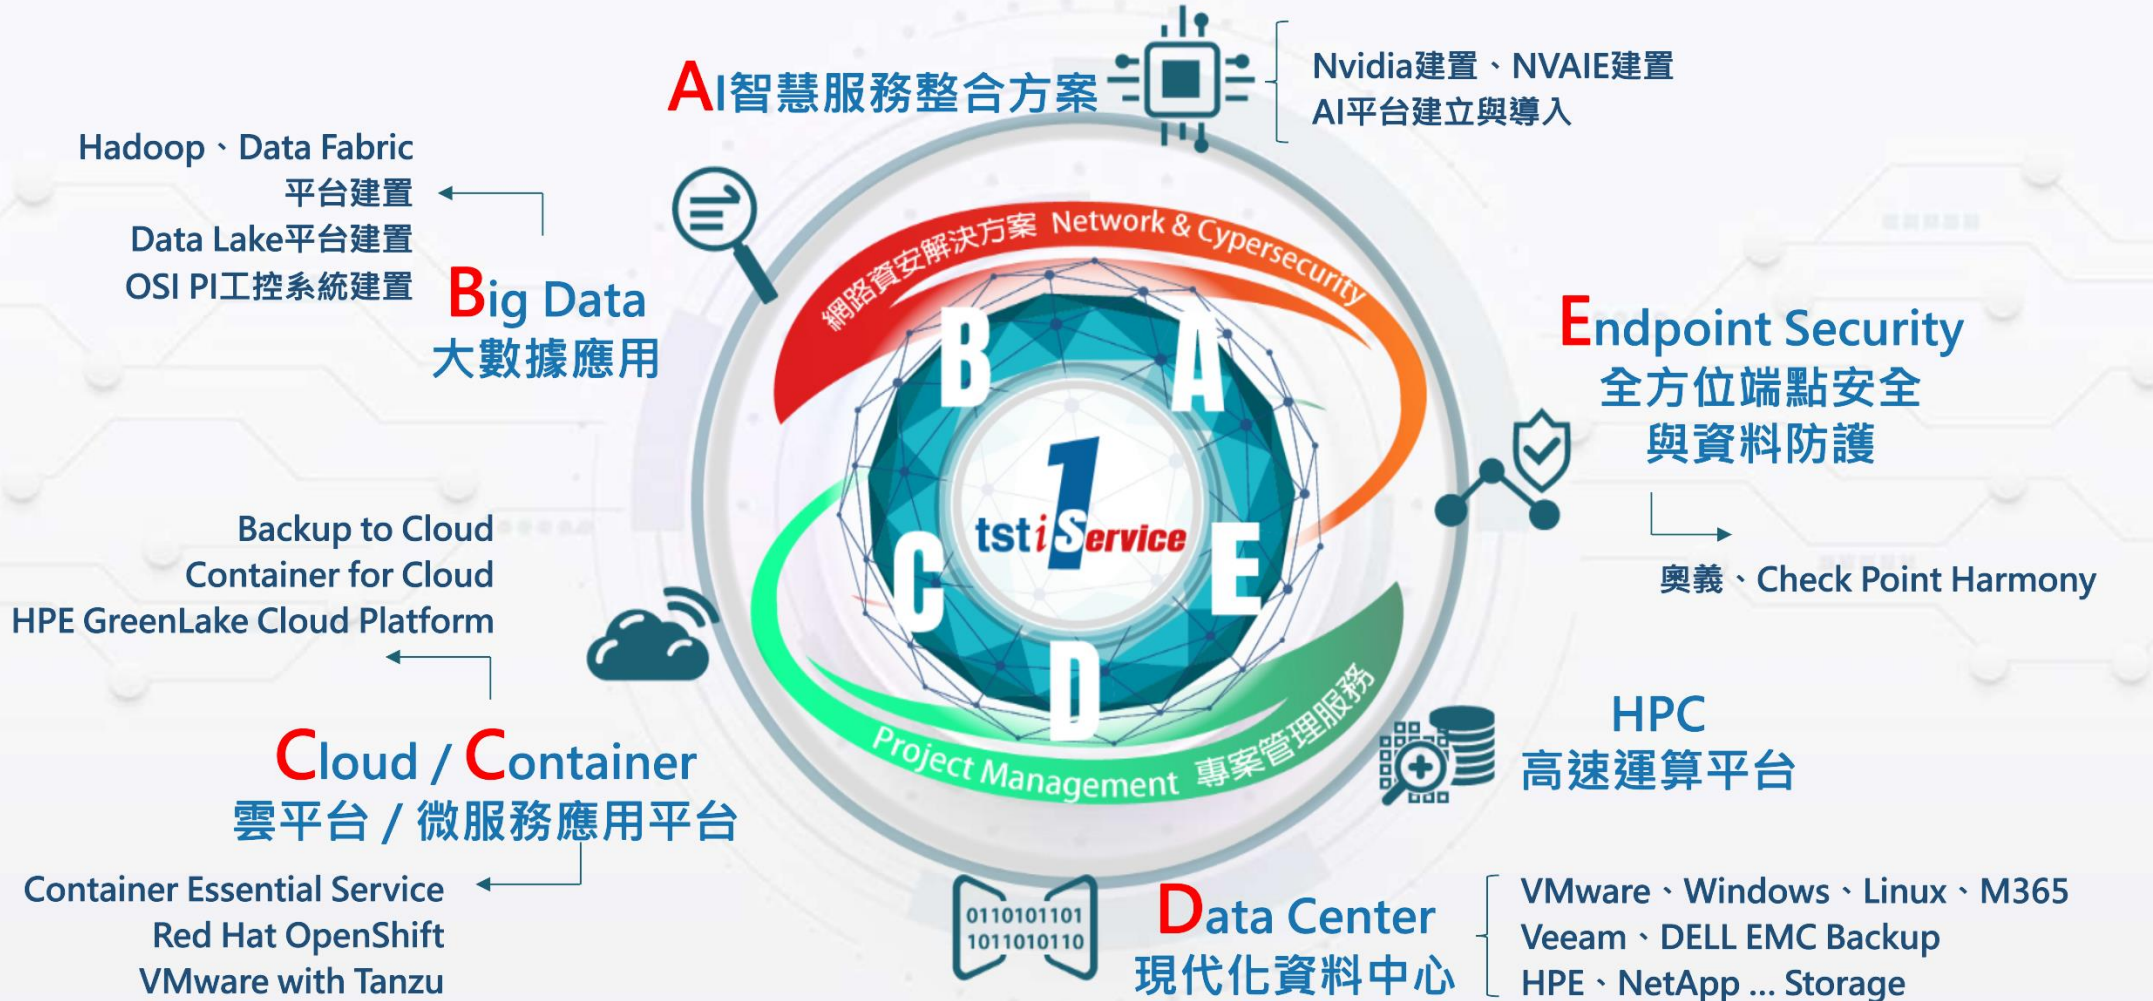 AI智慧服務整合方案
Nvidia建置、NVAIE建置
AI平台建立與導入
Hadoop、Data Fabric
平台建置
Data Lake平台建置
OSI PI工控系統建置
Big Data
大數據應用
網路資安解決方案 Network & Cypersecurity
Endpoint Security
全方位端點安全
與資料防護
奧義、Check Point Harmony
B
A
C
E
D
1
tst iService
Backup to Cloud
Container for Cloud
HPE GreenLake Cloud Platform
Cloud / Container
雲平台 / 微服務應用平台
Container Essential Service
Red Hat OpenShift
VMware with Tanzu
Project Management 專案管理服務
HPC
高速運算平台
0110101101
1011010110
Data Center
現代化資料中心
VMware、Windows、Linux、M365
Veeam、DELL EMC Backup
HPE、NetApp ... Storage